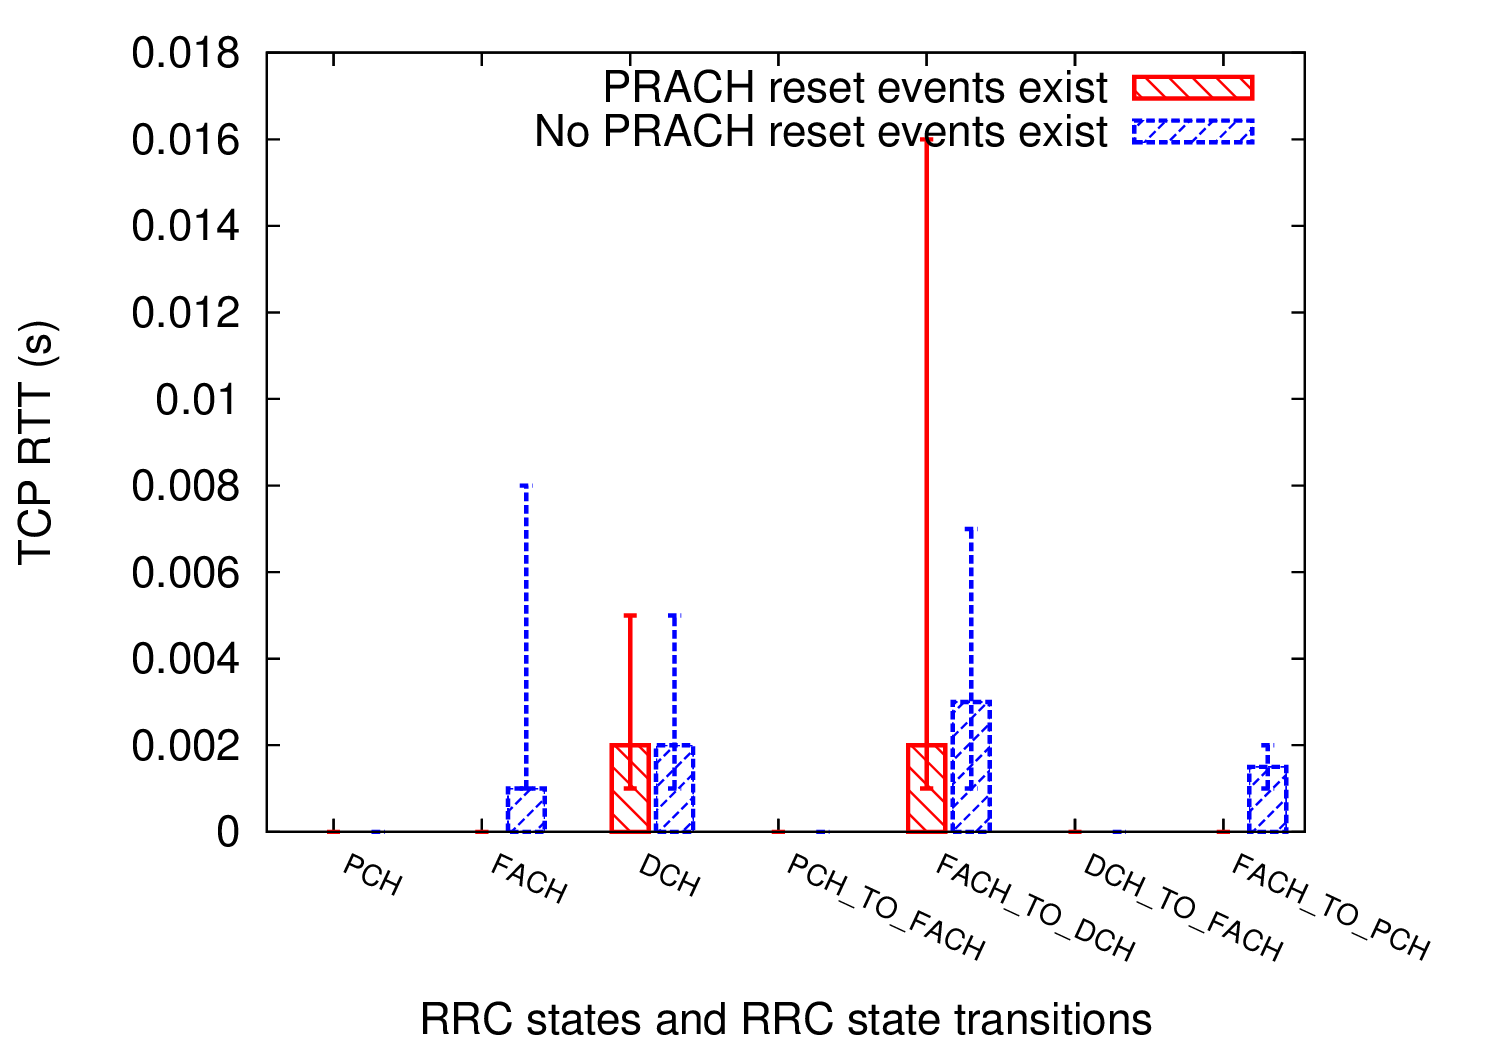 PRACH reset events exist
No PRACH reset events exist
0.018
0.016
0.014
0.012
0.01
0.008
0.006
0.004
0.002
0
TCP RTT (s)
PCH
FACH
DCH
PCH_TO_FACH
FACH_TO_DCH
DCH_TO_FACH
FACH_TO_PCH
RRC states and RRC state transitions